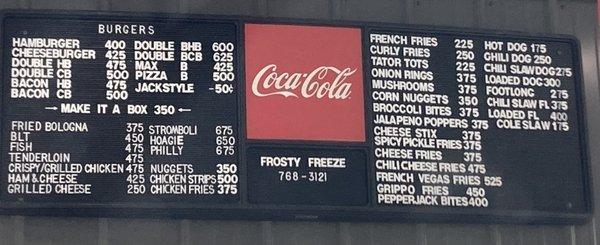 BURGERS
HAMBURGER 400
CHEESEBURGER 425
DOUBLE HB 475
DOUBLE CB 500
BACON HB 475
BACON CB 500
DOUBLE BHB 600
DOUBLE BCB 625
MAX 425
PIZZA B 500
JACKSTYLE -50¢
MAKE IT A BOX 350
FRIED BOLOGNA 375
BLT 450
FISH 475
TENDERLOIN 475
CRISPY/GRILLED CHICKEN 475
HAM & CHEESE 425
GRILLED CHEESE 250
STROMBOLI 675
HOAGIE 650
PHILLY 675
NUGGETS 350
CHICKEN STRIPS 500
CHICKEN FRIES 375
Coca-Cola
FROSTY FREEZE
768-3121
FRENCH FRIES 225
CURLY FRIES 250
TATOR TOTS 225
ONION RINGS 375
MUSHROOMS 375
CORN NUGGETS 350
BROCCOLI BITES 375
JALAPENO POPPERS 375
CHEESE STIX 375
SPICY PICKLE FRIES 375
CHEESE FRIES 375
CHILI CHEESE FRIES 475
FRENCH VEGAS FRIES 525
GRIPPO FRIES 450
PEPPERJACK BITES 400
HOT DOG 175
CHILI DOG 250
CHILI SLAW DOG 275
LOADED DOG 300
FOOTLONG 275
CHILI SLAW FL 375
LOADED FL 400
COLE SLAW 175